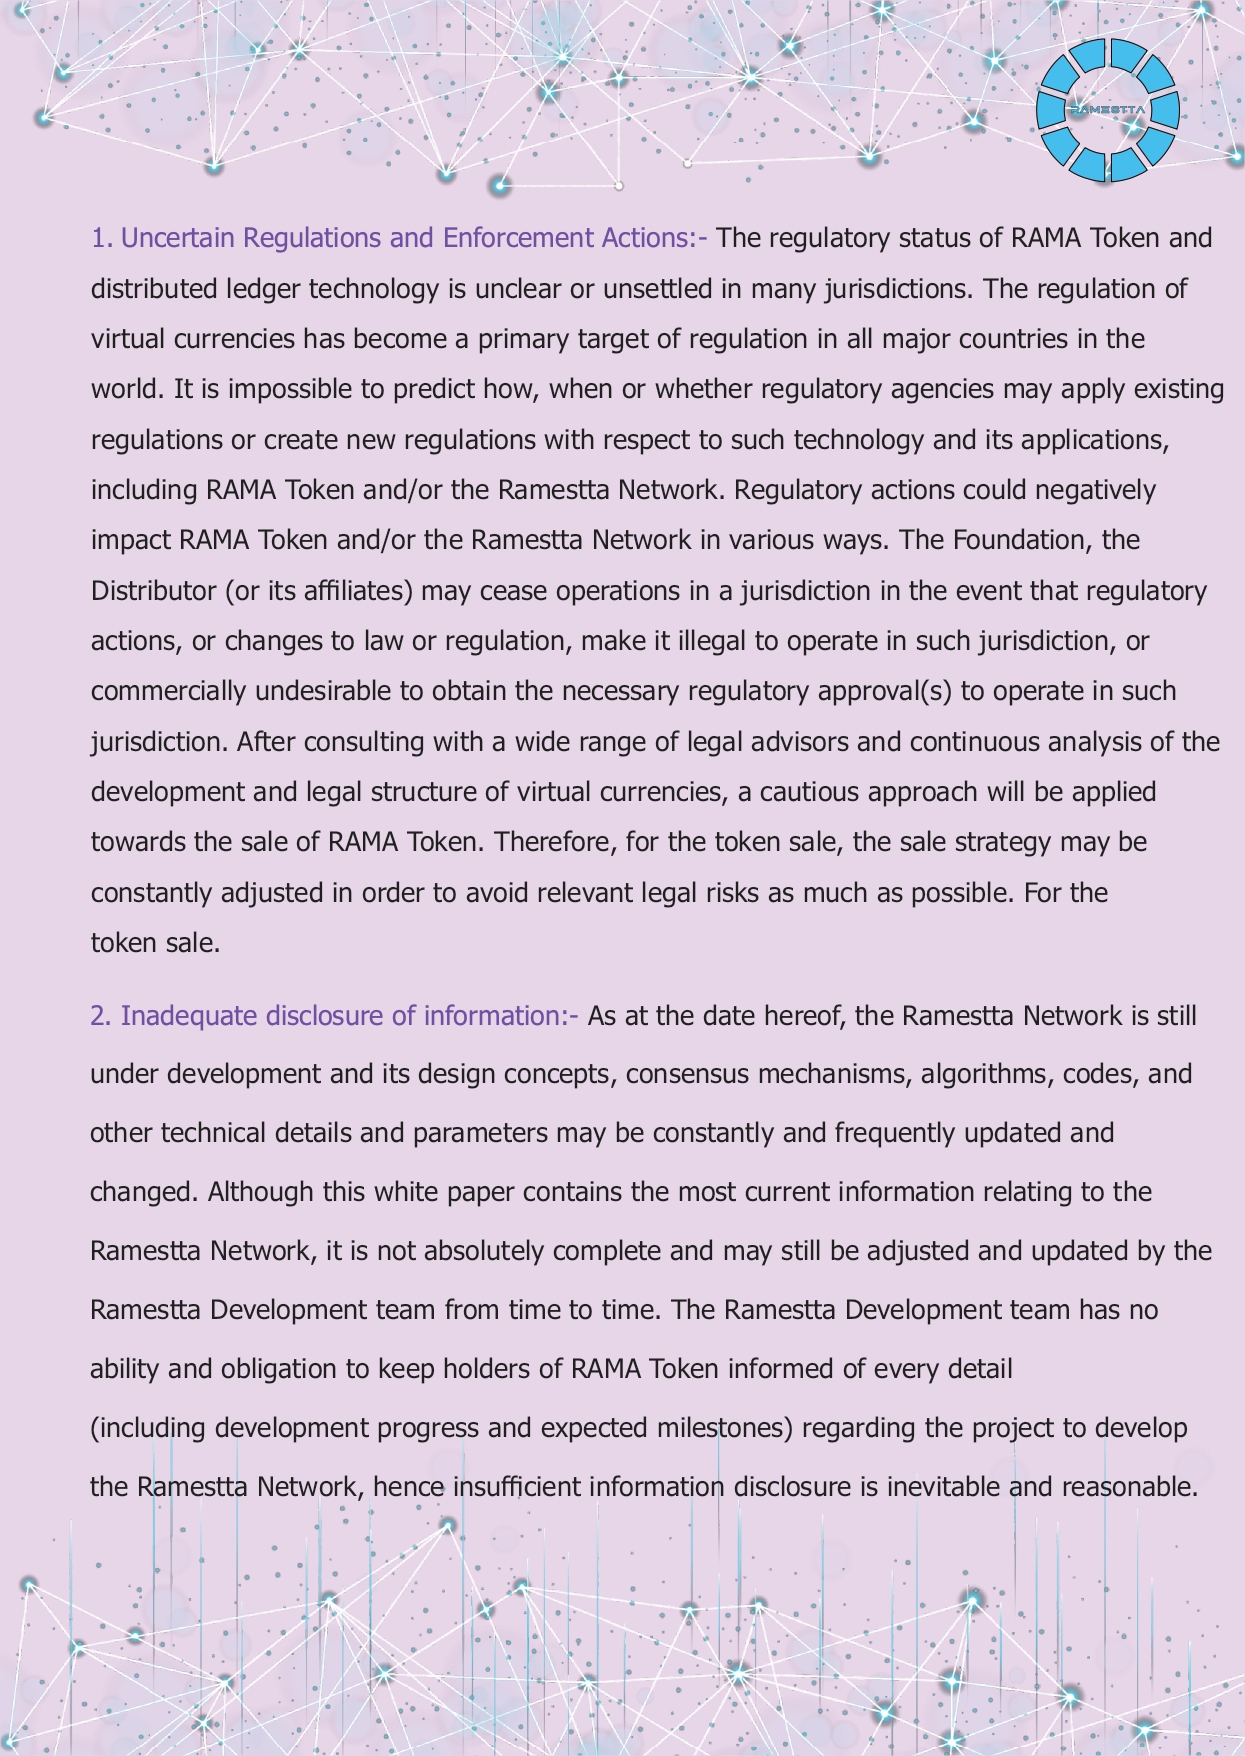 RAMESTTA
1. Uncertain Regulations and Enforcement Actions:- The regulatory status of RAMA Token and
distributed ledger technology is unclear or unsettled in many jurisdictions. The regulation of
virtual currencies has become a primary target of regulation in all major countries in the
world. It is impossible to predict how, when or whether regulatory agencies may apply existing
regulations or create new regulations with respect to such technology and its applications,
including RAMA Token and/or the Ramestta Network. Regulatory actions could negatively
impact RAMA Token and/or the Ramestta Network in various ways. The Foundation, the
Distributor (or its affiliates) may cease operations in a jurisdiction in the event that regulatory
actions, or changes to law or regulation, make it illegal to operate in such jurisdiction, or
commercially undesirable to obtain the necessary regulatory approval(s) to operate in such
jurisdiction. After consulting with a wide range of legal advisors and continuous analysis of the
development and legal structure of virtual currencies, a cautious approach will be applied
towards the sale of RAMA Token. Therefore, for the token sale, the sale strategy may be
constantly adjusted in order to avoid relevant legal risks as much as possible. For the
token sale.
2. Inadequate disclosure of information:- As at the date hereof, the Ramestta Network is still
under development and its design concepts, consensus mechanisms, algorithms, codes, and
other technical details and parameters may be constantly and frequently updated and
changed. Although this white paper contains the most current information relating to the
Ramestta Network, it is not absolutely complete and may still be adjusted and updated by the
Ramestta Development team from time to time. The Ramestta Development team has no
ability and obligation to keep holders of RAMA Token informed of every detail
(including development progress and expected milestones) regarding the project to develop
the Ramestta Network, hence insufficient information disclosure is inevitable and reasonable.